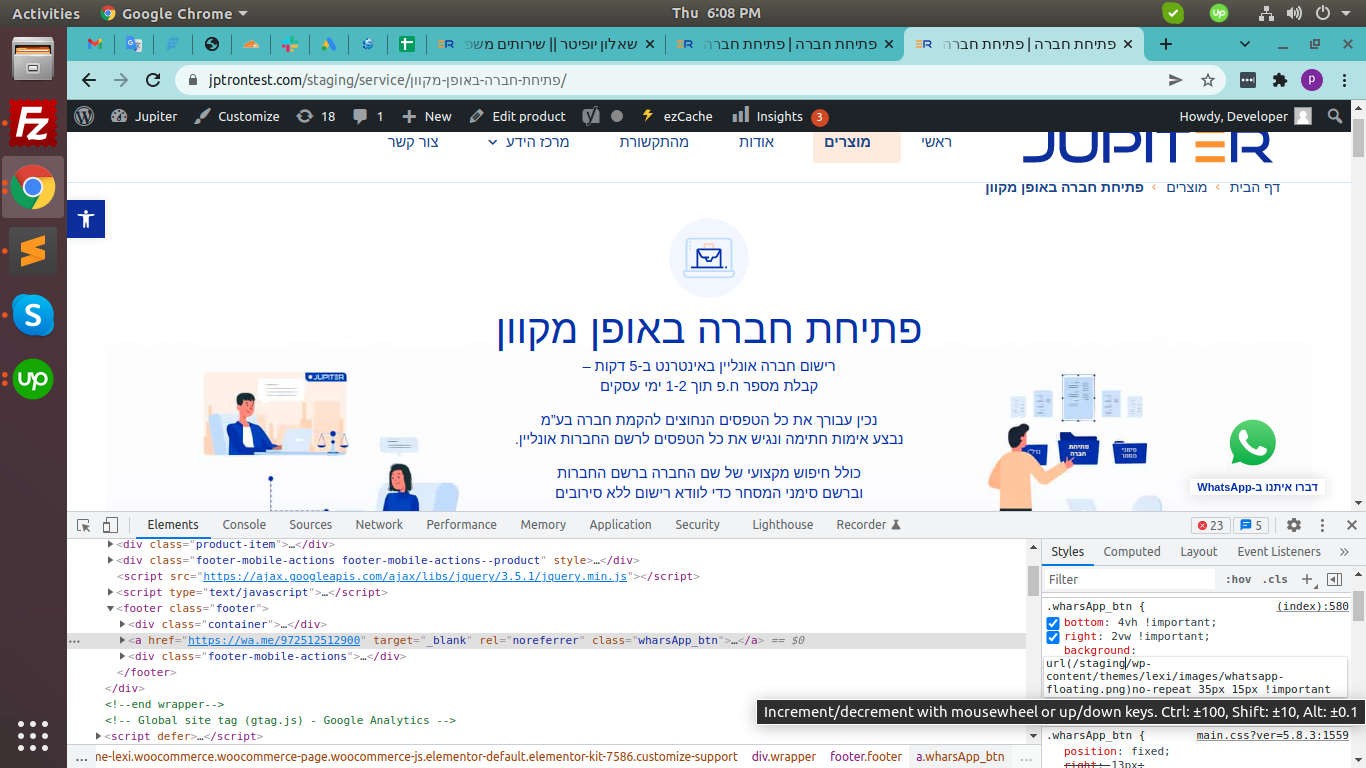 Activities
Google Chrome
Thu 6:08 PM
שאלון יופיטר || שירותים משפ
פתיחת חברה | פתיחת חברה
פתיחת חברה | פתיחת חברה
jptrontest.com/staging/service/פתיחת-חברה-באופן-מקוון/
Jupiter
Customize
18
1
New
Edit product
ezCache
Insights 3
Howdy, Developer
JUPITER
ראשי
מוצרים
אודות
מהתקשורת
מרכז הידע
צור קשר
דף הבית › מוצרים › פתיחת חברה באופן מקוון
פתיחת חברה באופן מקוון
רישום חברה אונליין באינטרנט ב-5 דקות –
קבלת מספר ח.פ תוך 1-2 ימי עסקים
נכין עבורך את כל הטפסים הנחוצים להקמת חברה בע"מ
נבצע אימות חתימה ונגיש את כל הטפסים לרשם החברות אונליין.
כולל חיפוש מקצועי של שם החברה ברשם החברות
וברשם סימני המסחר כדי לוודא רישום ללא סירובים
JUPITER
פתיחת
חברה
סימני
מסחר
דברו איתנו ב-WhatsApp
Elements
Console
Sources
Network
Performance
Memory
Application
Security
Lighthouse
Recorder
23
5
<div class="product-item">…</div>
<div class="footer-mobile-actions footer-mobile-actions--product" style>…</div>
<script src="https://ajax.googleapis.com/ajax/libs/jquery/3.5.1/jquery.min.js"></script>
<script type="text/javascript">…</script>
<footer class="footer">
<div class="container">…</div>
<a href="https://wa.me/972512512900" target="_blank" rel="noreferrer" class="wharsApp_btn">…</a> == $0
<div class="footer-mobile-actions">…</div>
</footer>
</div>
<!--end wrapper-->
<!-- Global site tag (gtag.js) - Google Analytics -->
<script defer>…</script>
… ne-lexi.woocommerce.woocommerce-page.woocommerce-js.elementor-default.elementor-kit-7586.customize-support
div.wrapper
footer.footer
a.wharsApp_btn
…
Styles
Computed
Layout
Event Listeners
»
Filter
:hov
.cls
.wharsApp_btn {
(index):580
bottom: 4vh !important;
right: 2vw !important;
background:
url(/staging/wp-
content/themes/lexi/images/whatsapp-
floating.png)no-repeat 35px 15px !important
Increment/decrement with mousewheel or up/down keys. Ctrl: ±100, Shift: ±10, Alt: ±0.1
.wharsApp_btn {
main.css?ver=5.8.3:1559
position: fixed;
right: 13px;